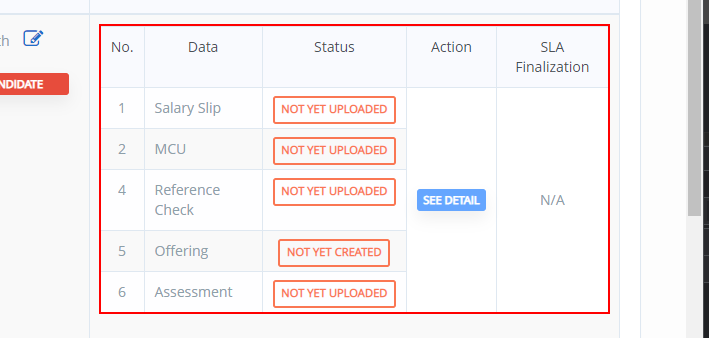 No. Data Status Action SLA
Finalization
NDIDATE
1 Salary Slip NOT YET UPLOADED
2 MCU NOT YET UPLOADED
4 Reference NOT YET UPLOADED
Check
SEE DETAIL N/A
5 Offering NOT YET CREATED
6 Assessment NOT YET UPLOADED